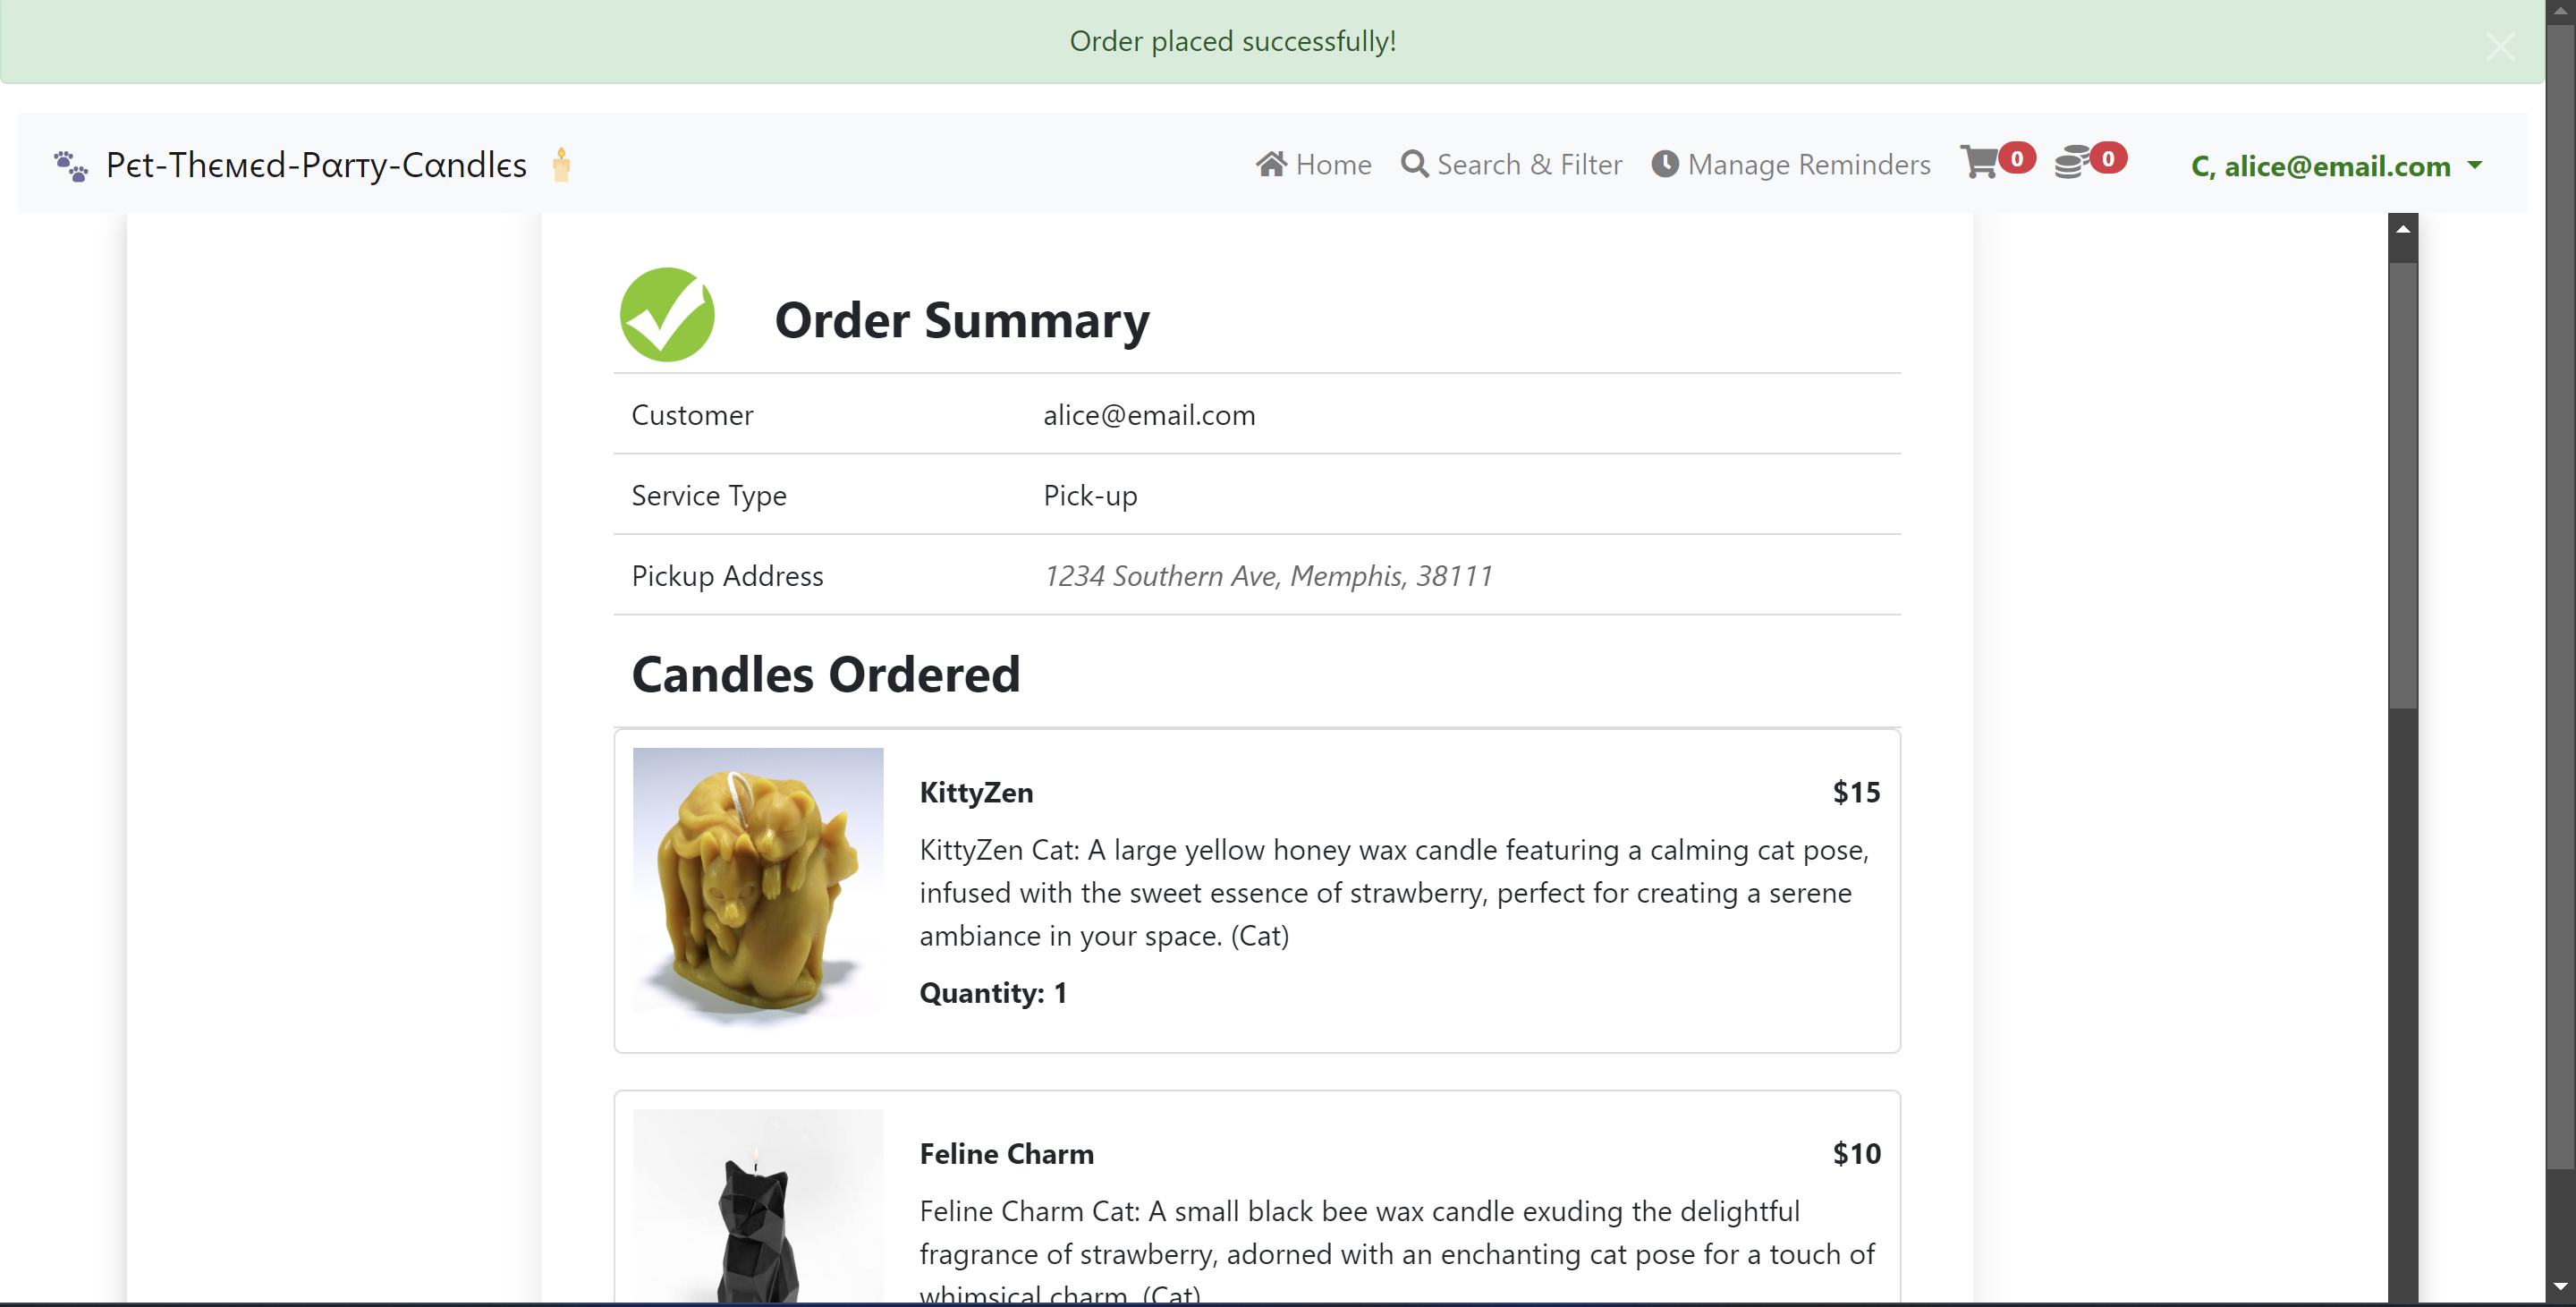 Order placed successfully!
Pєt-Thємєd-Pαrтy-Cαndlєs
Home
Search & Filter
Manage Reminders
0
0
C, alice@email.com
Order Summary
Customer alice@email.com
Service Type Pick-up
Pickup Address 1234 Southern Ave, Memphis, 38111
Candles Ordered
KittyZen $15
KittyZen Cat: A large yellow honey wax candle featuring a calming cat pose,
infused with the sweet essence of strawberry, perfect for creating a serene
ambiance in your space. (Cat)
Quantity: 1
Feline Charm $10
Feline Charm Cat: A small black bee wax candle exuding the delightful
fragrance of strawberry, adorned with an enchanting cat pose for a touch of
whimsical charm. (Cat)